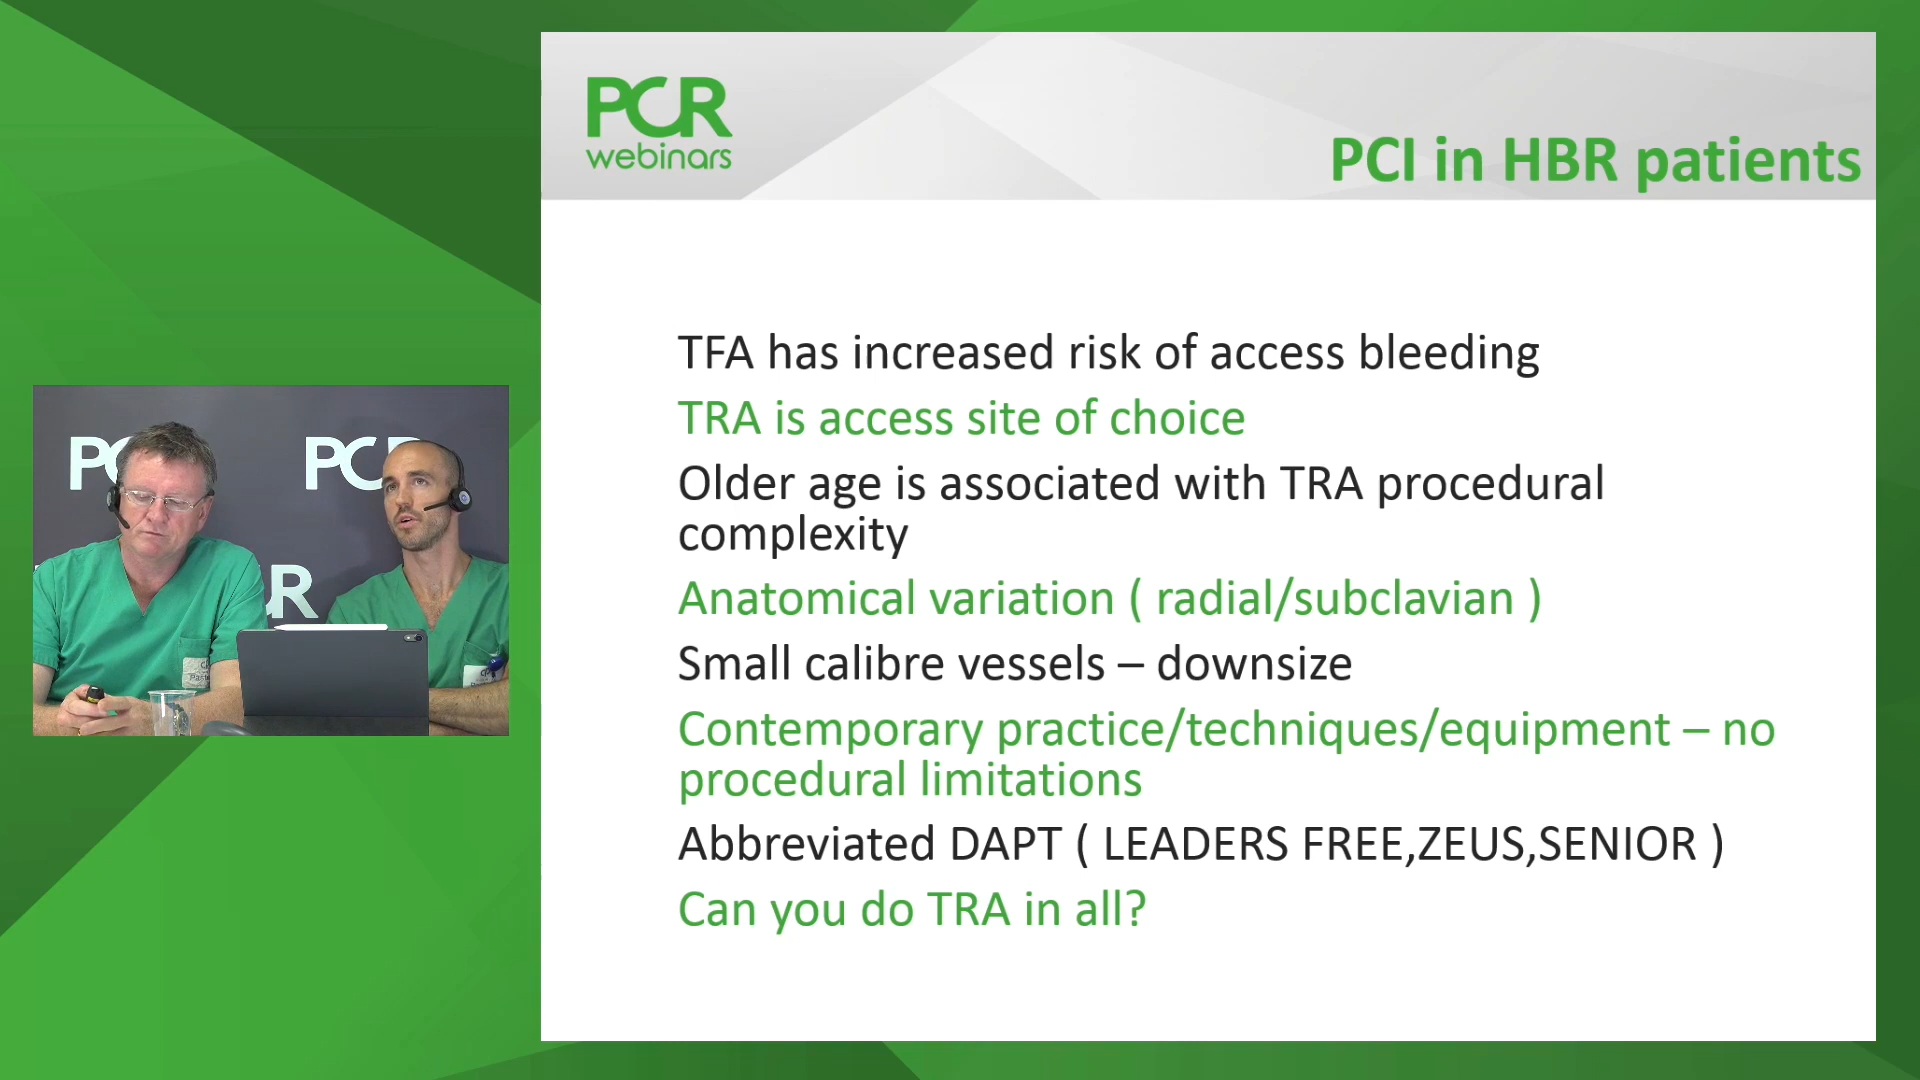 PCR
webinars
PCI in HBR patients
TFA has increased risk of access bleeding
TRA is access site of choice
Older age is associated with TRA procedural
complexity
Anatomical variation ( radial/subclavian )
Small calibre vessels – downsize
Contemporary practice/techniques/equipment – no
procedural limitations
Abbreviated DAPT ( LEADERS FREE,ZEUS,SENIOR )
Can you do TRA in all?